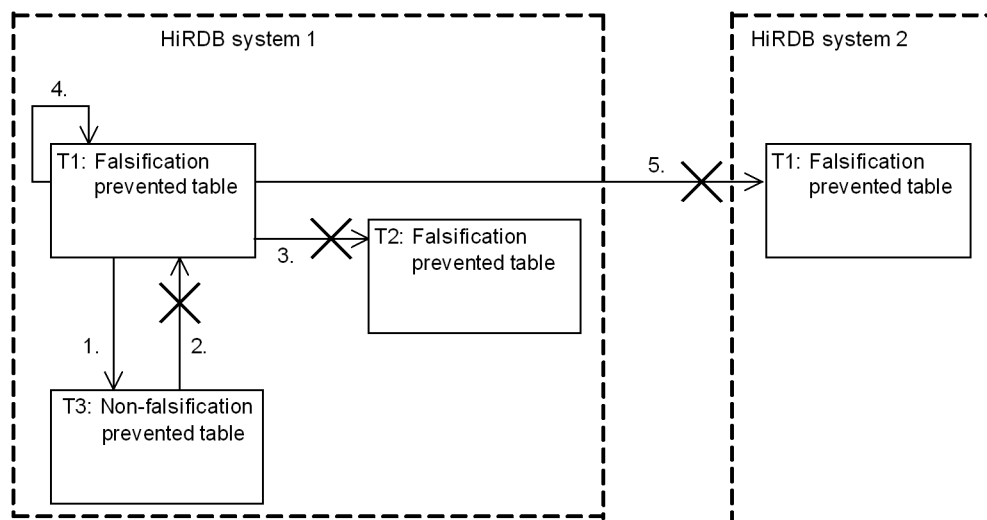 HiRDB system 1
HiRDB system 2
4.
T1: Falsification
prevented table
5.
T1: Falsification
prevented table
3.
T2: Falsification
prevented table
1.
2.
T3: Non-falsification
prevented table